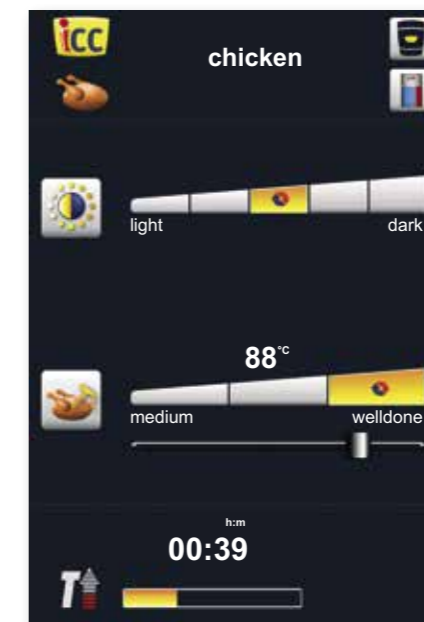 icc
chicken
light dark
88°C
medium welldone
h:m
00:39
T